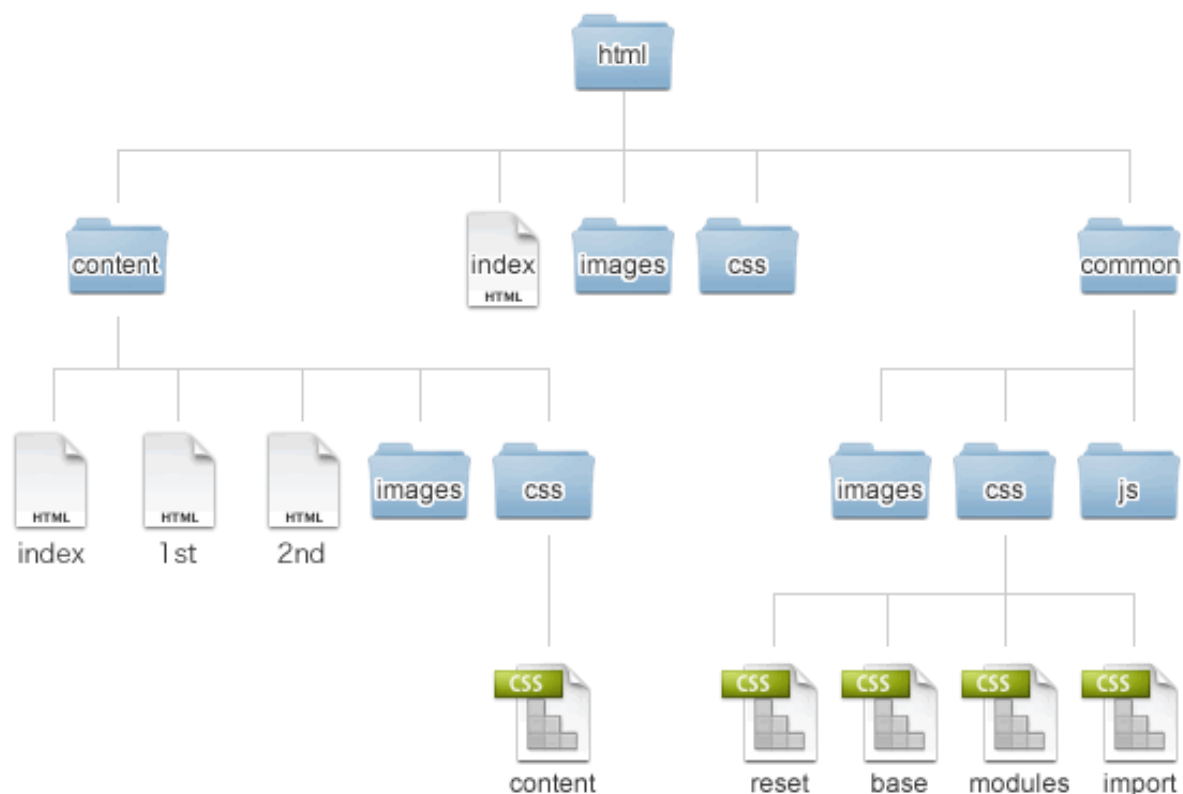 html
content
index
HTML
images
css
common
HTML
index
HTML
1st
HTML
2nd
images
css
images
css
js
CSS
content
CSS
reset
CSS
base
CSS
modules
CSS
import